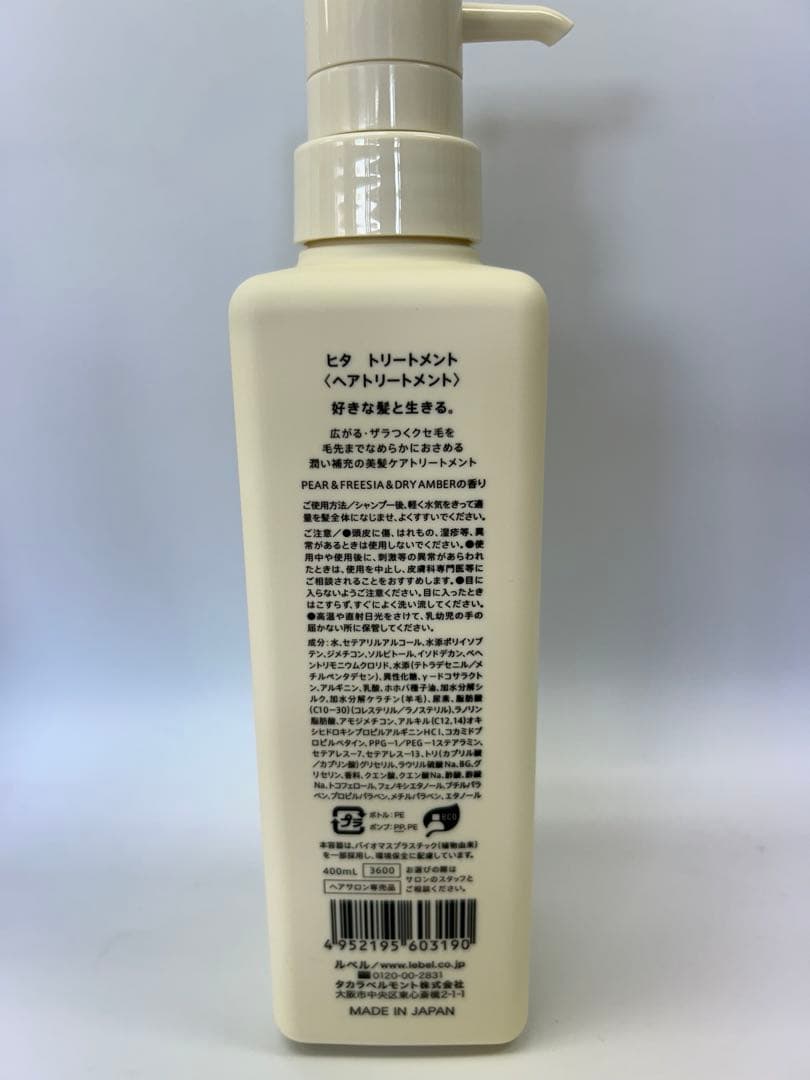 ヒタ　トリートメント
〈ヘアトリートメント〉
好きな髪と生きる。
広がる・ザラつくクセ毛を
毛先までなめらかにおさめる
潤い補充の美髪ケアトリートメント
PEAR＆FREESIA＆DRY AMBERの香り
ご使用方法/シャンプー後、軽く水気をきって適
量を髪全体になじませ、よくすすいでください。
ご注意/●頭皮に傷、はれもの、湿疹等、異
常があるときは使用しないでください。●使
用中や使用後に、刺激等の異常があらわれ
たときは、使用を中止し、皮膚科専門医等に
ご相談されることをおすすめします。●目に
入らないようご注意ください。目に入ったとき
はこすらず、すぐによく洗い流してください。
●高温や直射日光をさけて、乳幼児の手の
届かない所に保管してください。
成分：水、セテアリルアルコール、水添ポリイソブ
テン、ジメチコン、ソルビトール、イソドデカン、ベヘ
ントリモニウムクロリド、水添(テトラデセニル/メ
チルペンタデセン)、異性化糖、γ－ドコサラクト
ン、アルギニン、乳酸、ホホバ種子油、加水分解シ
ルク、加水分解ケラチン(羊毛)、尿素、脂肪酸
(C10－30)(コレステリル/ラノステリル)、ラノリン
脂肪酸、アモジメチコン、アルキル(C12,14)オキ
シヒドロキシプロピルアルギニンHCl、コカミドプ
ロピルベタイン、PPG－1/PEG－1ステアラミン、
セテアレス－7、セテアレス－13、トリ(カプリル酸
/カプリン酸)グリセリル、ラウリル硫酸Na、BG、グ
リセリン、香料、クエン酸、クエン酸Na、酢酸、酢酸
Na、トコフェロール、フェノキシエタノール、ブチルパラ
ベン、プロピルパラベン、メチルパラベン、エタノール
プラ
ボトル：PE
ポンプ：PP、PE
eco
本容器は、バイオマスプラスチック(植物由来)
を一部採用し、環境保全に配慮しています。
400mL 3600 お選びの際は
サロンのスタッフと
ヘアサロン専売品 ご相談ください。
4 952195 603190
ルベル/www.lebel.co.jp
0120-00-2831
タカラベルモント株式会社
大阪市中央区東心斎橋2-1-1
MADE IN JAPAN